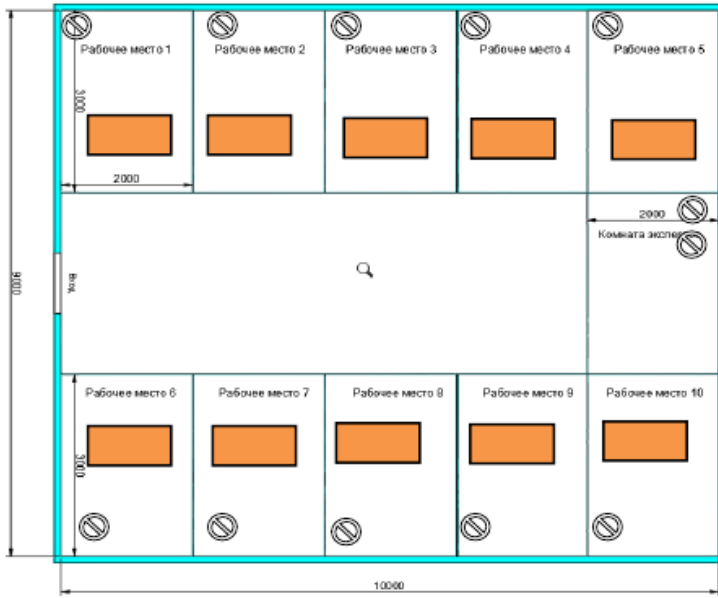 Рабочее место 1
Рабочее место 2
Рабочее место 3
Рабочее место 4
Рабочее место 5
3000
2000
2000
Комната
9000
Вход
Рабочее место 6
Рабочее место 7
Рабочее место 8
Рабочее место 9
Рабочее место 10
3000
10000